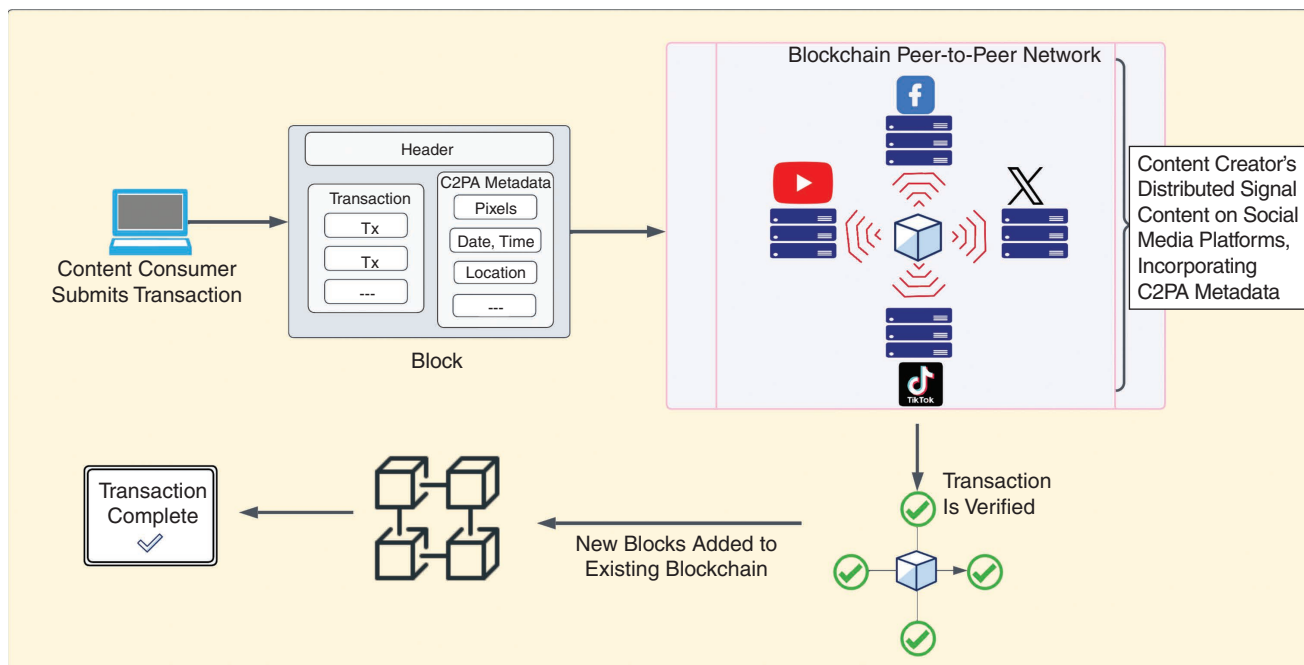 Blockchain Peer-to-Peer Network
Header
Transaction
Tx
Tx
---
C2PA Metadata
Pixels
Date, Time
Location
---
Block
Content Consumer
Submits Transaction
f
X
TikTok
Content Creator's
Distributed Signal
Content on Social
Media Platforms,
Incorporating
C2PA Metadata
Transaction
Is Verified
New Blocks Added to
Existing Blockchain
Transaction
Complete